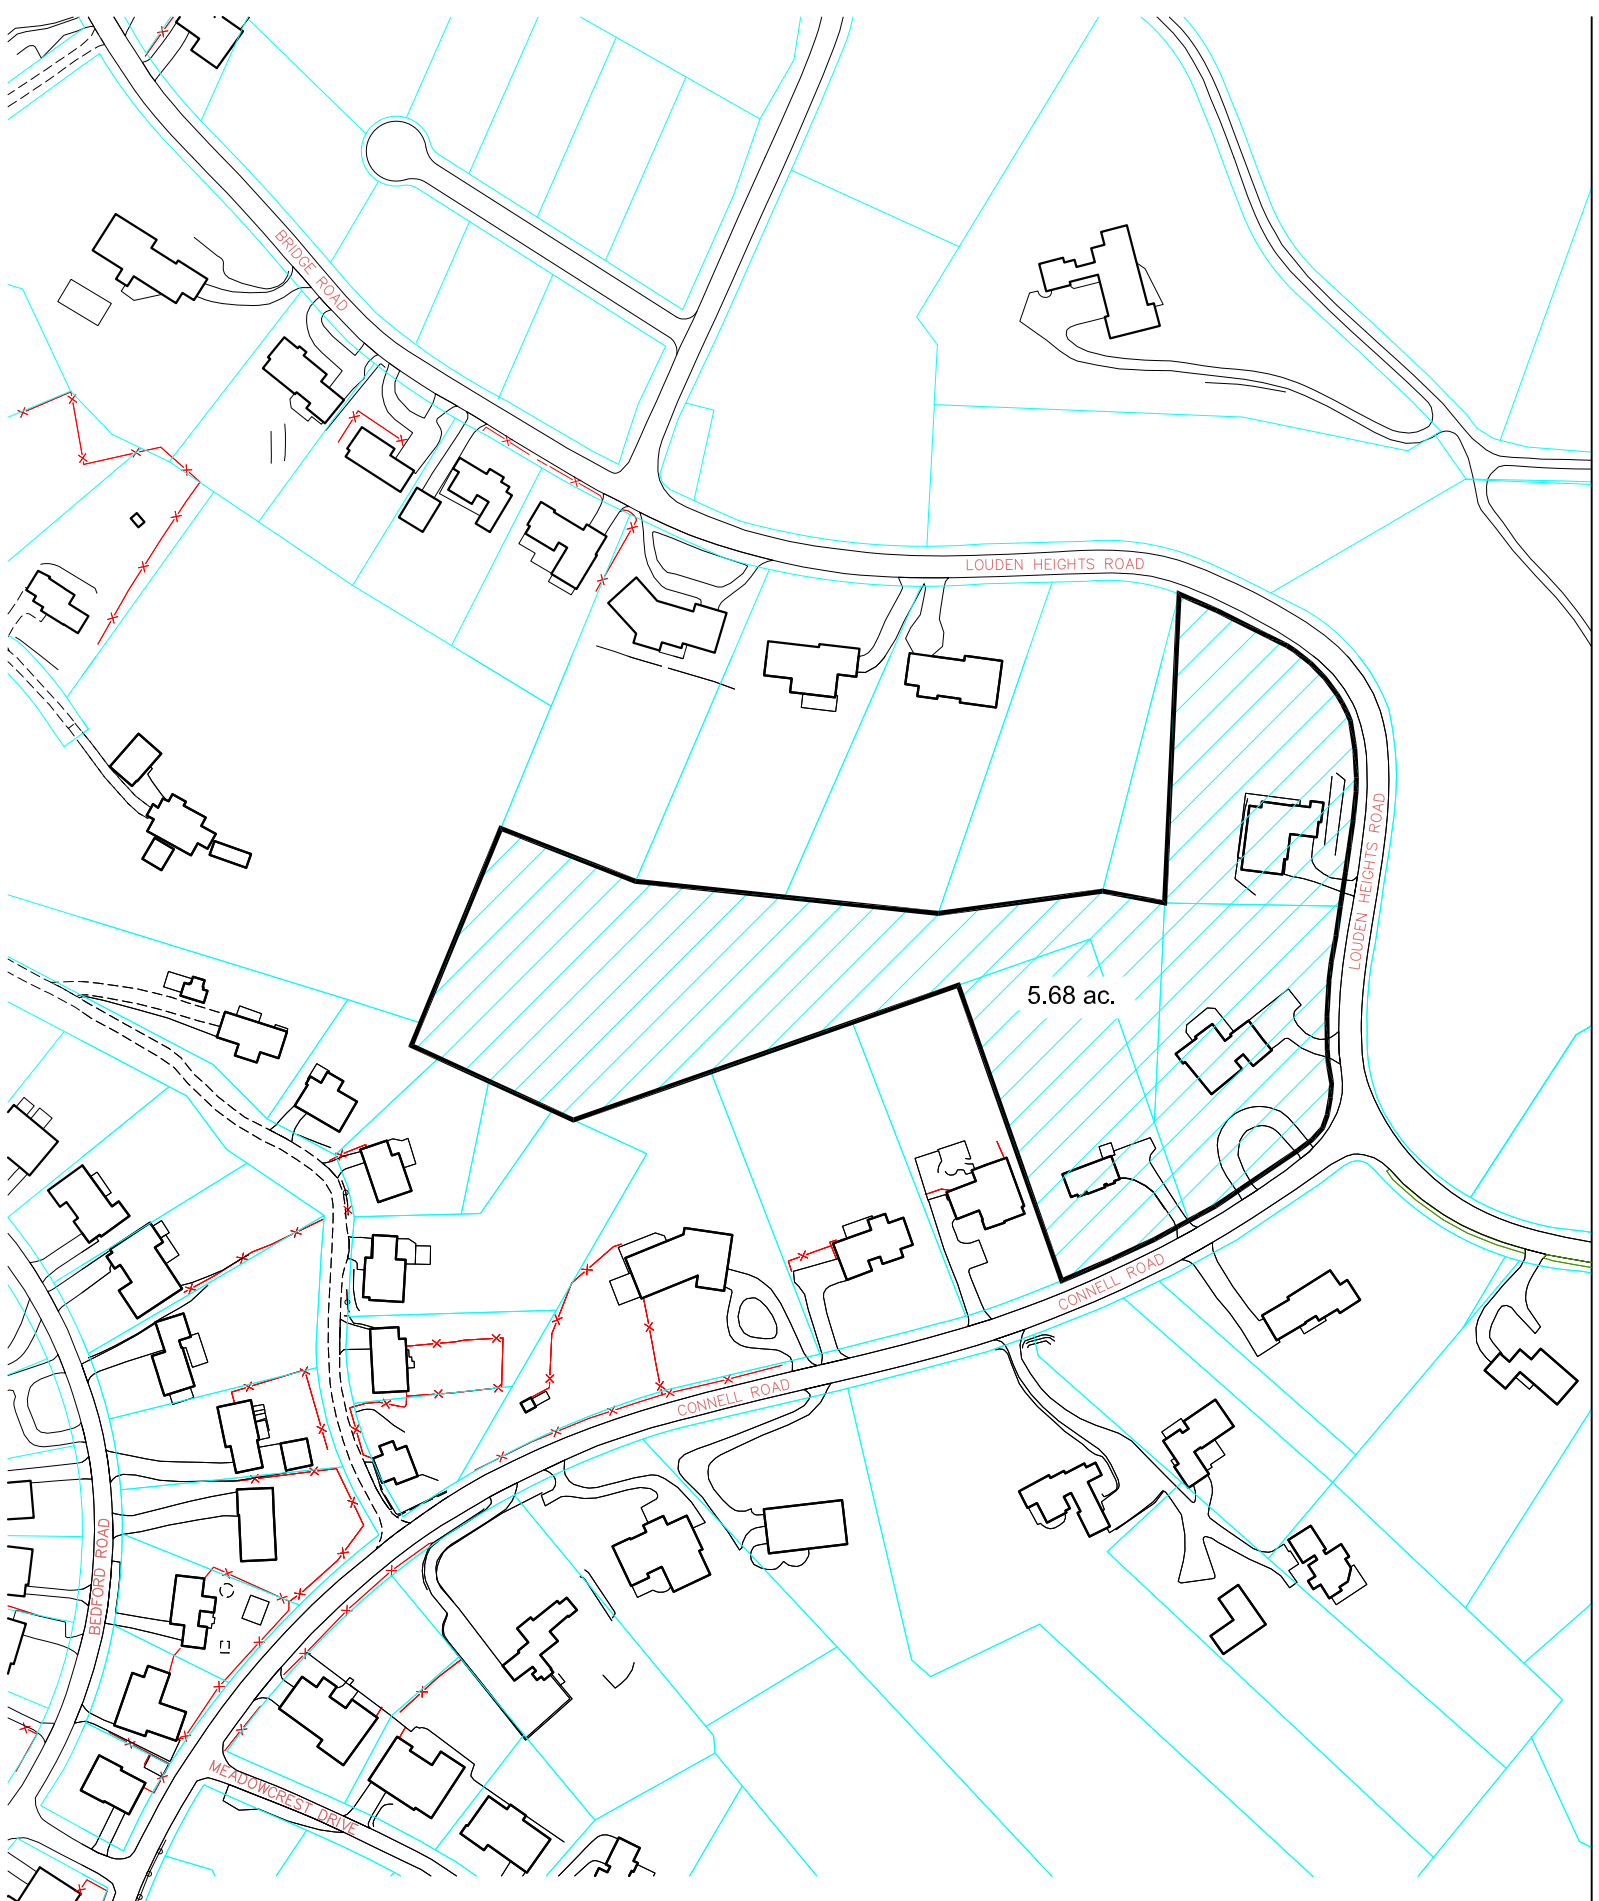 BRIDGE ROAD
LOUDEN HEIGHTS ROAD
LOUDEN HEIGHTS ROAD
5.68 ac.
CONNELL ROAD
CONNELL ROAD
BEDFORD ROAD
MEADOWCREST DRIVE